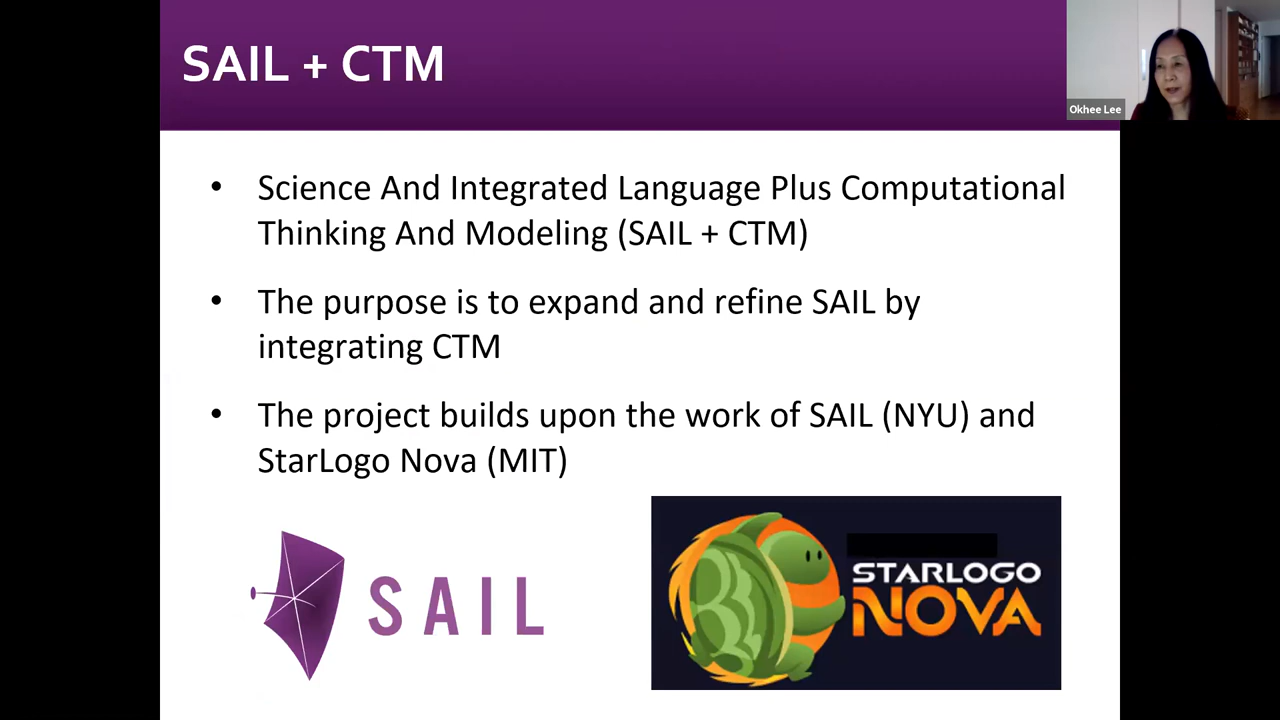 SAIL + CTM
Okhee Lee
• Science And Integrated Language Plus Computational
Thinking And Modeling (SAIL + CTM)
• The purpose is to expand and refine SAIL by
integrating CTM
• The project builds upon the work of SAIL (NYU) and
StarLogo Nova (MIT)
SAIL
STARLOGO
NOVA